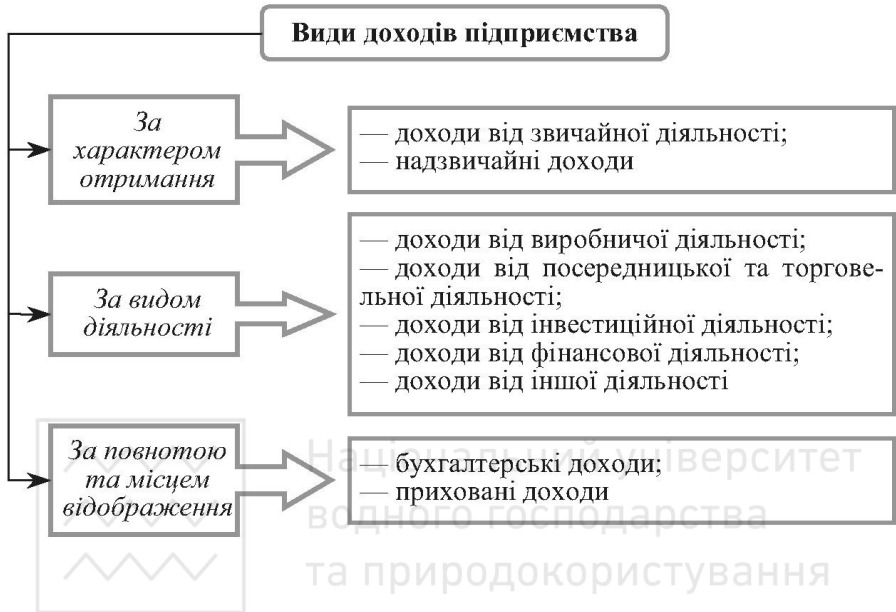 Види доходів підприємства
За
характером
отримання
— доходи від звичайної діяльності;
— надзвичайні доходи
За видом
діяльності
— доходи від виробничої діяльності;
— доходи від посередницької та торгове-
льної діяльності;
— доходи від інвестиційної діяльності;
— доходи від фінансової діяльності;
— доходи від іншої діяльності
За повнотою
та місцем
відображення
— бухгалтерські доходи;
— приховані доходи
Національний університет
водного господарства
та природокористування